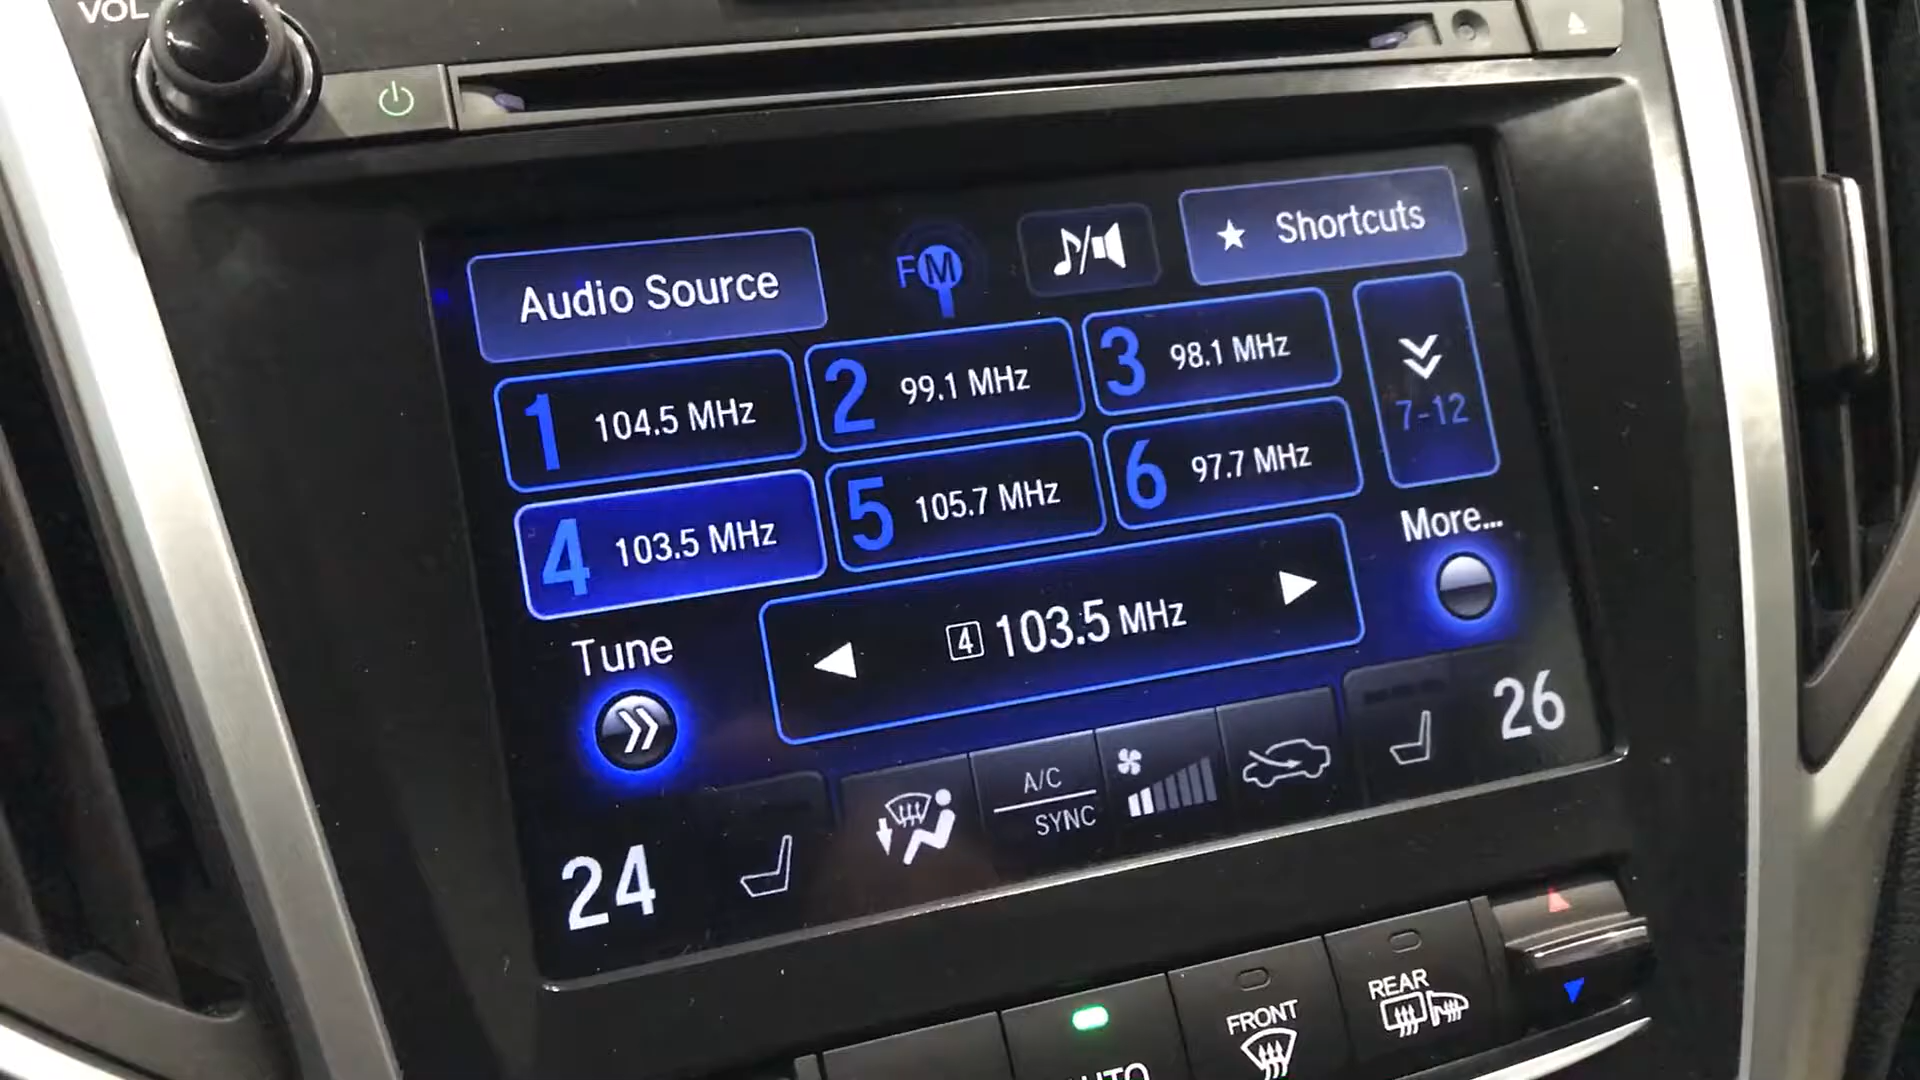 VOL
Audio Source
FM
★ Shortcuts
1 104.5 MHz
2 99.1 MHz
3 98.1 MHz
7-12
4 103.5 MHz
5 105.7 MHz
6 97.7 MHz
More...
Tune
4 103.5 MHz
24
A/C
SYNC
26
AUTO
FRONT
REAR